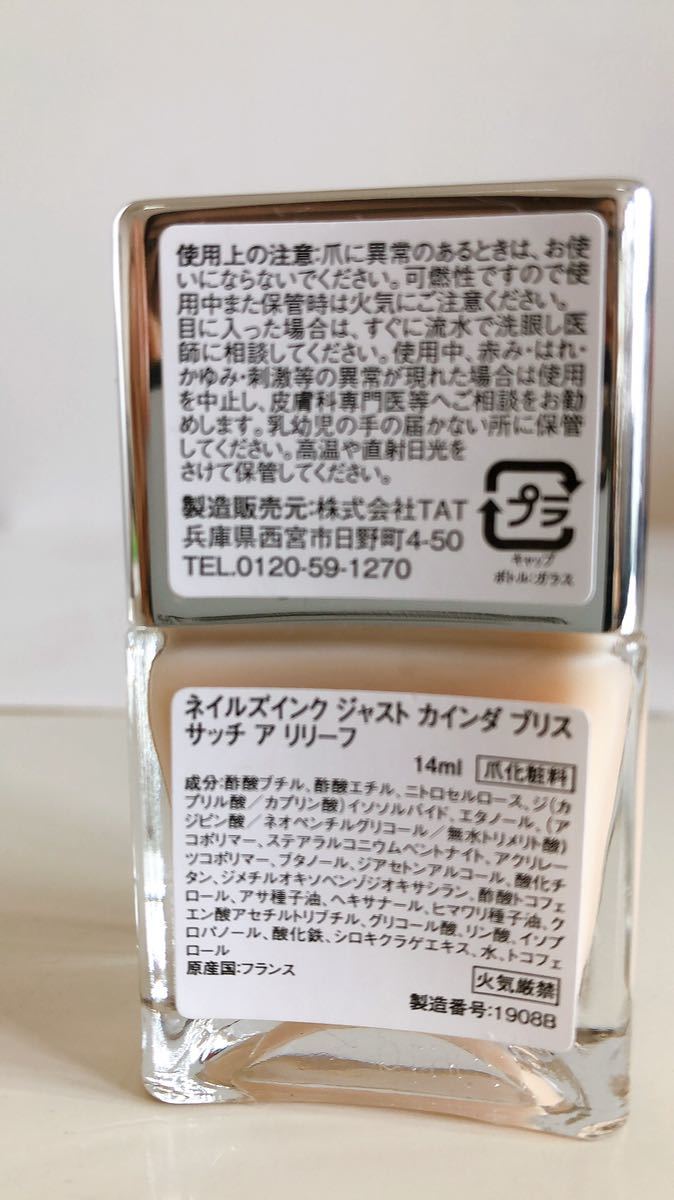 使用上の注意:爪に異常のあるときは、お使
いにならないでください。可燃性ですので使
用中また保管時は火気にご注意ください。
目に入った場合は、すぐに流水で洗眼し医
師に相談してください。使用中、赤み・はれ・
かゆみ・刺激等の異常が現れた場合は使用
を中止し、皮膚科専門医等へご相談をお勧
めします。乳幼児の手の届かない所に保管
してください。高温や直射日光を
さけて保管してください。
製造販売元:株式会社TAT
兵庫県西宮市日野町4-50
TEL.0120-59-1270
プラ
キャップ
ボトル:ガラス
ネイルズインク ジャスト カインダ ブリス
サッチ ア リリーフ
14ml 爪化粧料
成分:酢酸ブチル、酢酸エチル、ニトロセルロース、ジ(カ
プリル酸/カプリン酸)イソソルバイド、エタノール、(ア
ジピン酸/ネオペンチルグリコール/無水トリメリト酸)
コポリマー、ステアラルコニウムベントナイト、アクリレー
ツコポリマー、ブタノール、ジアセトンアルコール、酸化チ
タン、ジメチルオキソベンゾジオキサシラン、酢酸トコフェ
ロール、アサ種子油、ヘキサナール、ヒマワリ種子油、ク
エン酸アセチルトリブチル、グリコール酸、リン酸、イソプ
ロパノール、酸化鉄、シロキクラゲエキス、水、トコフェ
ロール
原産国:フランス
火気厳禁
製造番号:1908B